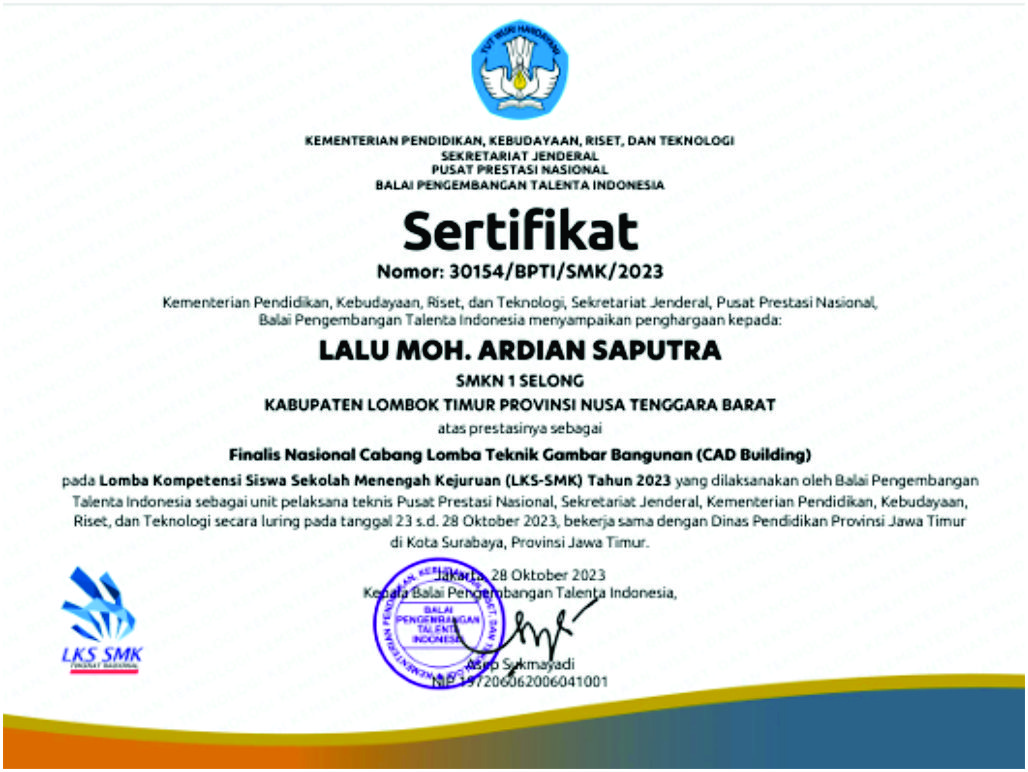 TUT WURI HANDAYANI
KEMENTERIAN PENDIDIKAN, KEBUDAYAAN, RISET, DAN TEKNOLOGI
SEKRETARIAT JENDERAL
PUSAT PRESTASI NASIONAL
BALAI PENGEMBANGAN TALENTA INDONESIA
Sertifikat
Nomor: 30154/BPTI/SMK/2023
Kementerian Pendidikan, Kebudayaan, Riset, dan Teknologi, Sekretariat Jenderal, Pusat Prestasi Nasional,
Balai Pengembangan Talenta Indonesia menyampaikan penghargaan kepada:
LALU MOH. ARDIAN SAPUTRA
SMKN 1 SELONG
KABUPATEN LOMBOK TIMUR PROVINSI NUSA TENGGARA BARAT
atas prestasinya sebagai
Finalis Nasional Cabang Lomba Teknik Gambar Bangunan (CAD Building)
pada Lomba Kompetensi Siswa Sekolah Menengah Kejuruan (LKS-SMK) Tahun 2023 yang dilaksanakan oleh Balai Pengembangan
Talenta Indonesia sebagai unit pelaksana teknis Pusat Prestasi Nasional, Sekretariat Jenderal, Kementerian Pendidikan, Kebudayaan,
Riset, dan Teknologi secara luring pada tanggal 23 s.d. 28 Oktober 2023, bekerja sama dengan Dinas Pendidikan Provinsi Jawa Timur
di Kota Surabaya, Provinsi Jawa Timur.
Jakarta, 28 Oktober 2023
Kepala Balai Pengembangan Talenta Indonesia,
BALAI
PENGEMBANGAN
TALENTA
INDONESIA
Asep Sukmayadi
NIP 197206062006041001
LKS SMK
TINGKAT NASIONAL